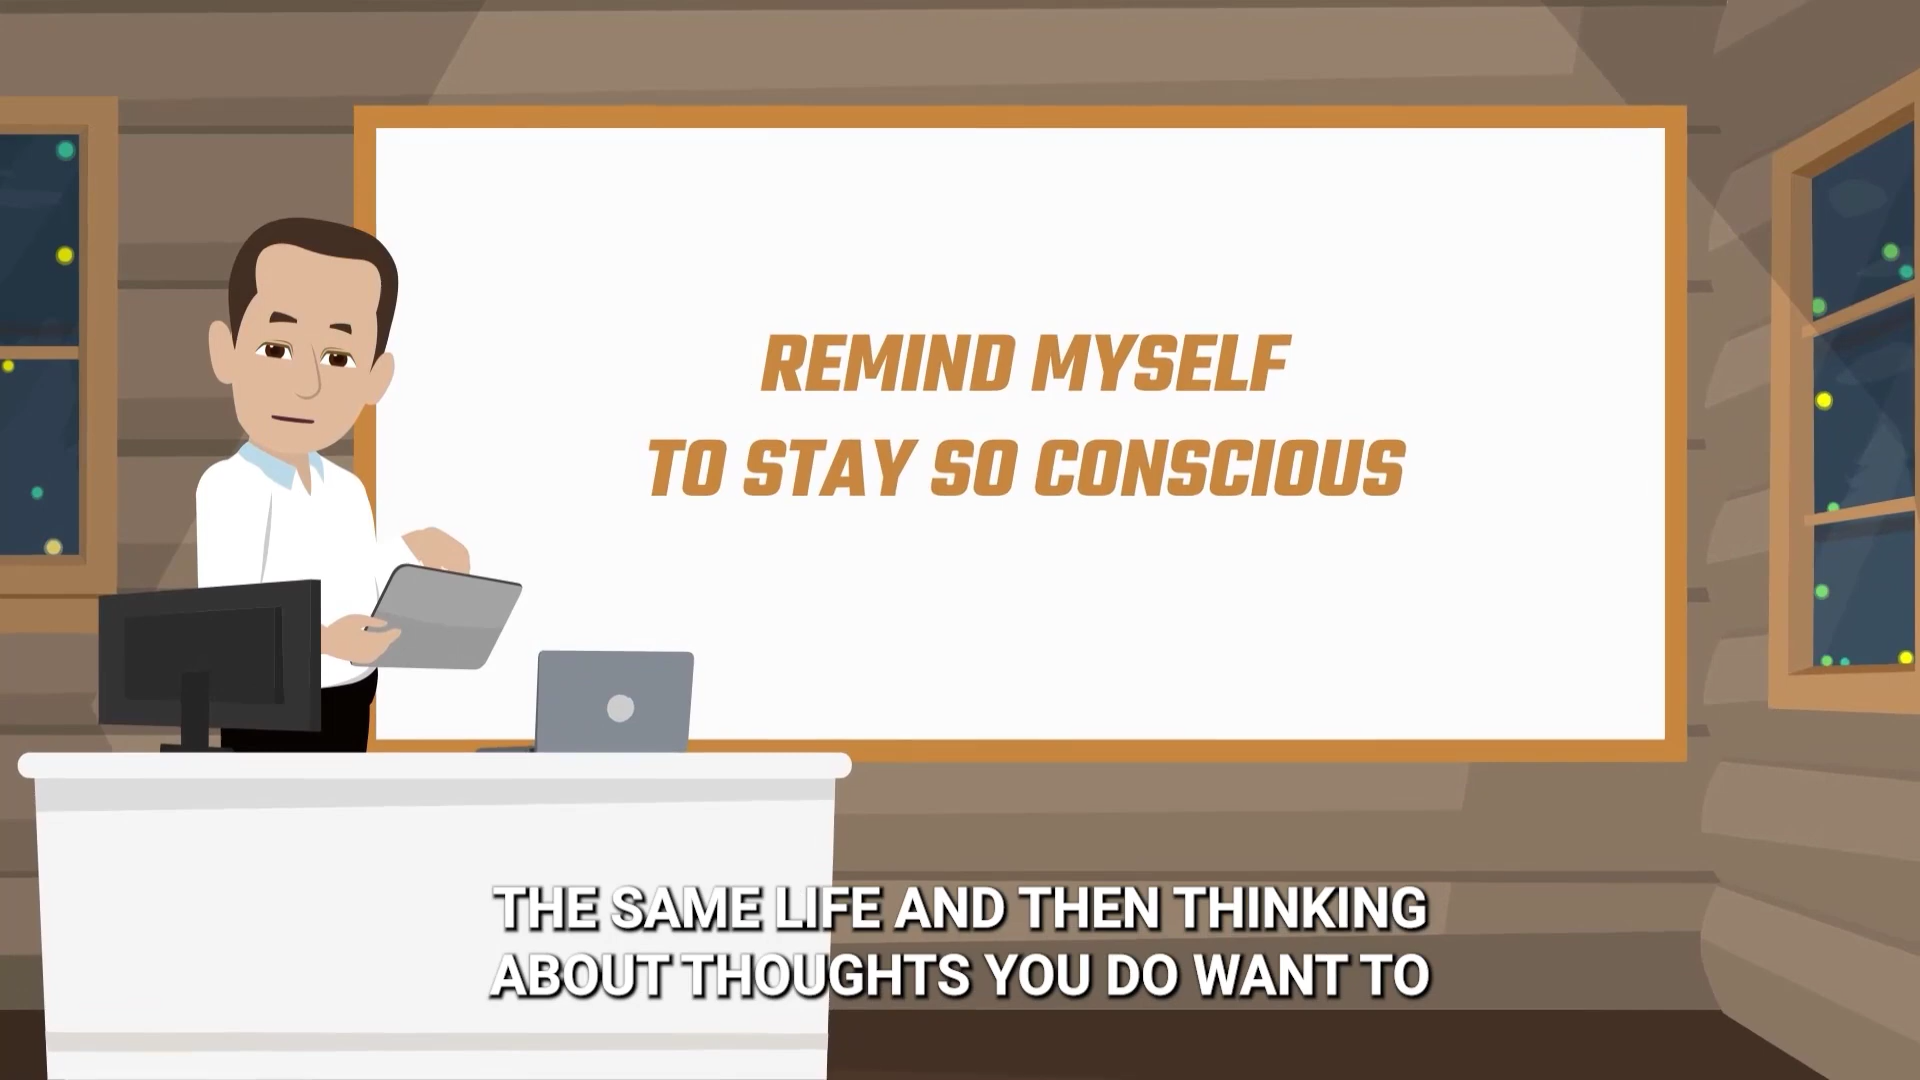 REMIND MYSELF
TO STAY SO CONSCIOUS
THE SAME LIFE AND THEN THINKING
ABOUT THOUGHTS YOU DO WANT TO